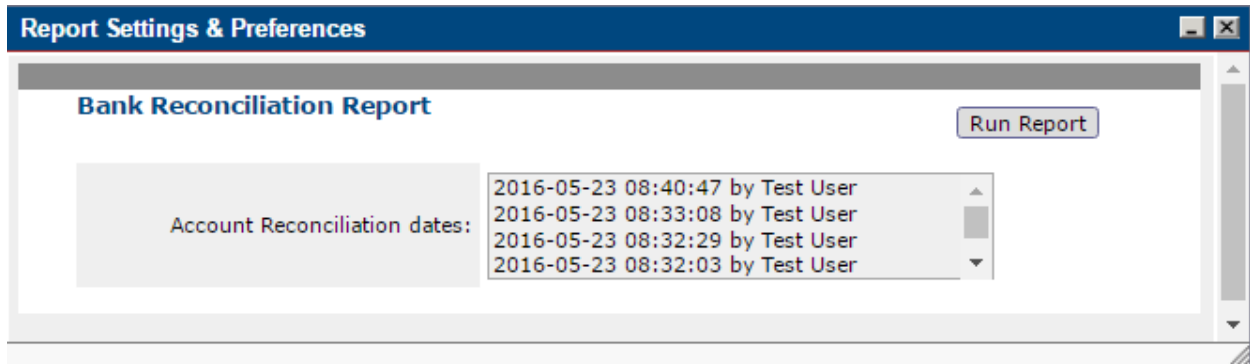 Report Settings & Preferences
Bank Reconciliation Report
Run Report
Account Reconciliation dates:
2016-05-23 08:40:47 by Test User
2016-05-23 08:33:08 by Test User
2016-05-23 08:32:29 by Test User
2016-05-23 08:32:03 by Test User